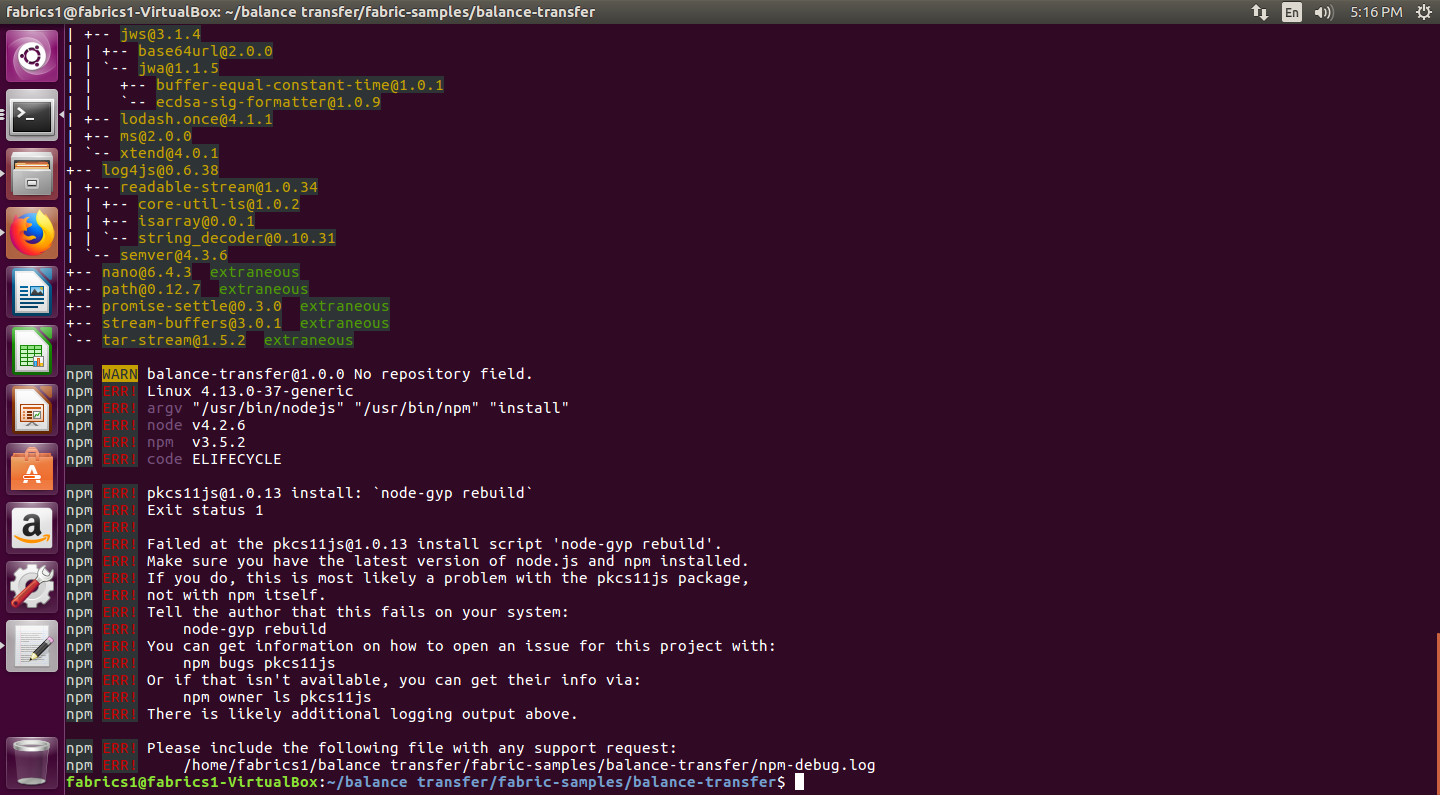 fabrics1@fabrics1-VirtualBox: ~/balance transfer/fabric-samples/balance-transfer En 5:16 PM
| +-- jws@3.1.4
| | +-- base64url@2.0.0
| | `-- jwa@1.1.5
| |   +-- buffer-equal-constant-time@1.0.1
| |   `-- ecdsa-sig-formatter@1.0.9
| +-- lodash.once@4.1.1
| +-- ms@2.0.0
| `-- xtend@4.0.1
+-- log4js@0.6.38
| +-- readable-stream@1.0.34
| | +-- core-util-is@1.0.2
| | +-- isarray@0.0.1
| | `-- string_decoder@0.10.31
| `-- semver@4.3.6
+-- nano@6.4.3  extraneous
+-- path@0.12.7  extraneous
+-- promise-settle@0.3.0  extraneous
+-- stream-buffers@3.0.1  extraneous
`-- tar-stream@1.5.2  extraneous
npm WARN balance-transfer@1.0.0 No repository field.
npm ERR! Linux 4.13.0-37-generic
npm ERR! argv "/usr/bin/nodejs" "/usr/bin/npm" "install"
npm ERR! node v4.2.6
npm ERR! npm  v3.5.2
npm ERR! code ELIFECYCLE
npm ERR! pkcs11js@1.0.13 install: `node-gyp rebuild`
npm ERR! Exit status 1
npm ERR!
npm ERR! Failed at the pkcs11js@1.0.13 install script 'node-gyp rebuild'.
npm ERR! Make sure you have the latest version of node.js and npm installed.
npm ERR! If you do, this is most likely a problem with the pkcs11js package,
npm ERR! not with npm itself.
npm ERR! Tell the author that this fails on your system:
npm ERR!     node-gyp rebuild
npm ERR! You can get information on how to open an issue for this project with:
npm ERR!     npm bugs pkcs11js
npm ERR! Or if that isn't available, you can get their info via:
npm ERR!     npm owner ls pkcs11js
npm ERR! There is likely additional logging output above.
npm ERR! Please include the following file with any support request:
npm ERR!     /home/fabrics1/balance transfer/fabric-samples/balance-transfer/npm-debug.log
fabrics1@fabrics1-VirtualBox:~/balance transfer/fabric-samples/balance-transfer$